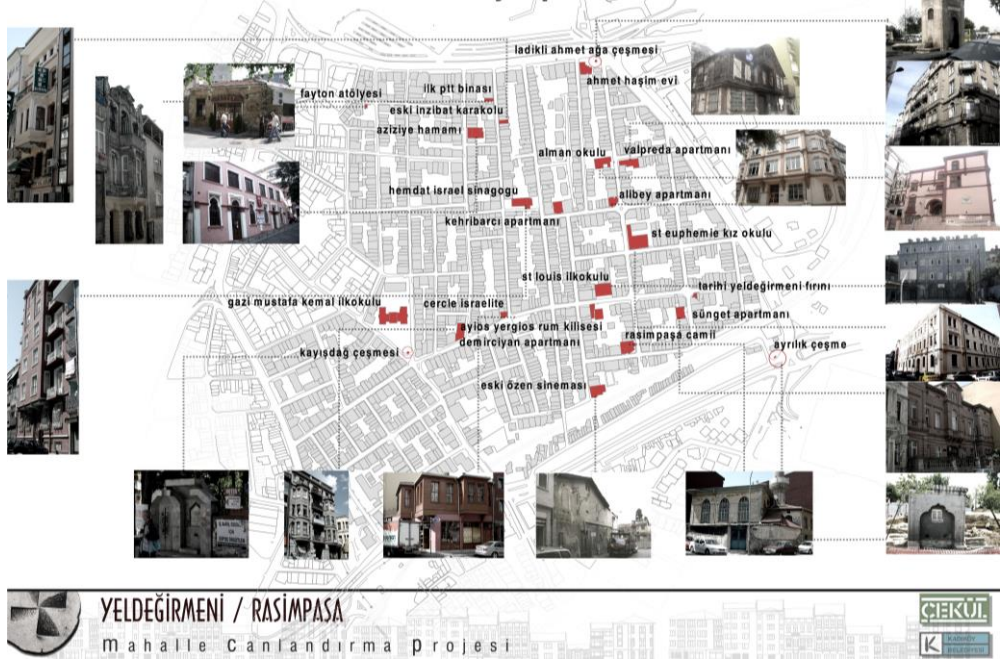 ladikli ahmet ağa çeşmesi
ahmet haşim evi
fayton atölyesi
ilk ptt binası
eski inzibat karakolu
aziziye hamamı
alman okulu
valpreda apartmanı
hemdat israel sinagogu
alibey apartmanı
kehribarcı apartmanı
st euphemie kız okulu
st louis ilkokulu
tarihi yeldeğirmeni fırını
gazi mustafa kemal ilkokulu
cercle israelite
sünget apartmanı
ayios yergios rum kilisesi
demirciyan apartmanı
rasimpaşa camii
kayışdağ çeşmesi
ayrılık çeşme
eski özen sineması
YELDEĞİRMENİ / RASİMPAŞA
mahalle canlandırma projesi
ÇEKÜL
K KADIKÖY
BELEDİYESİ